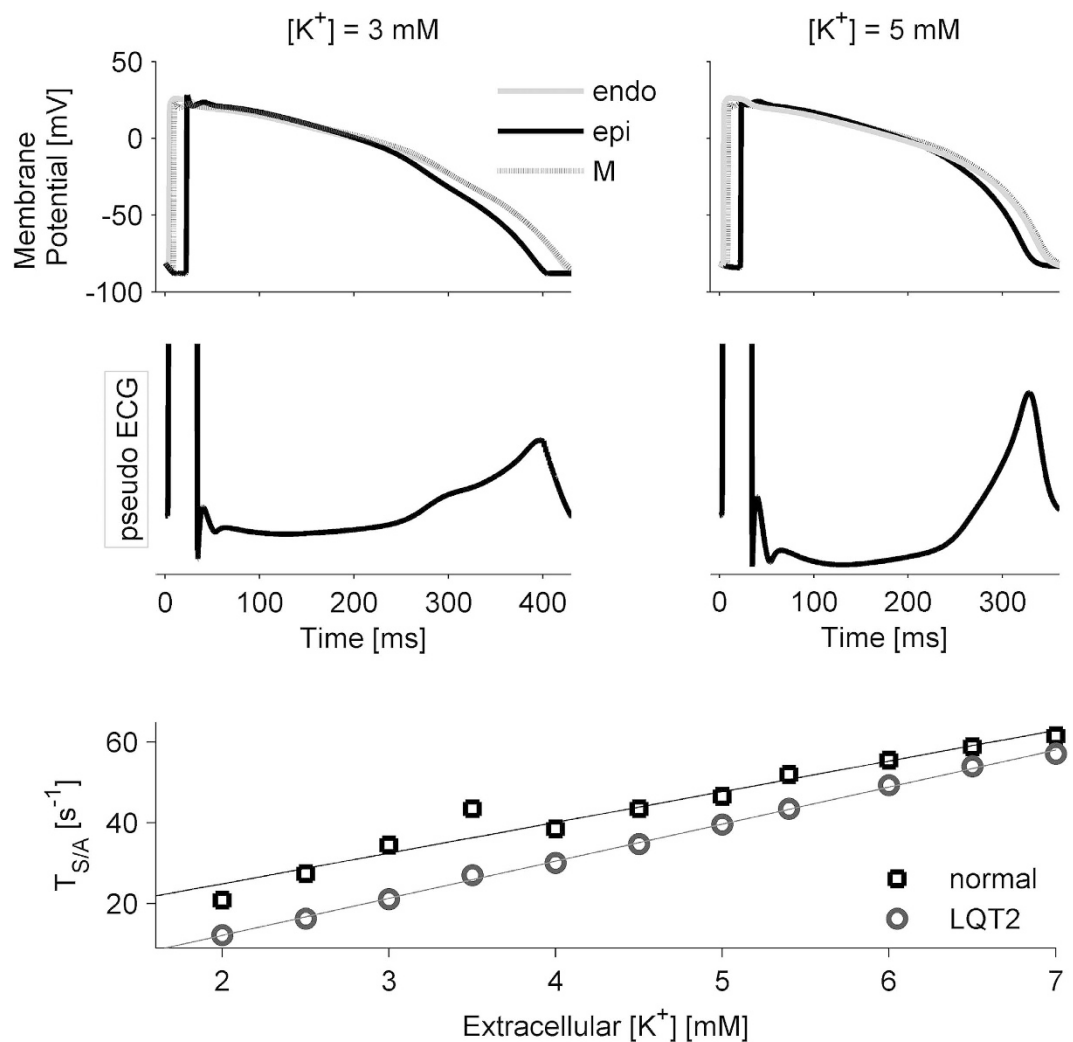 [K⁺] = 3 mM
[K⁺] = 5 mM
Membrane
Potential [mV]
50
0
-50
-100
endo
epi
M
pseudo ECG
0 100 200 300 400
Time [ms]
0 100 200 300
Time [ms]
T_S/A [s⁻¹]
60
40
20
normal
LQT2
2 3 4 5 6 7
Extracellular [K⁺] [mM]